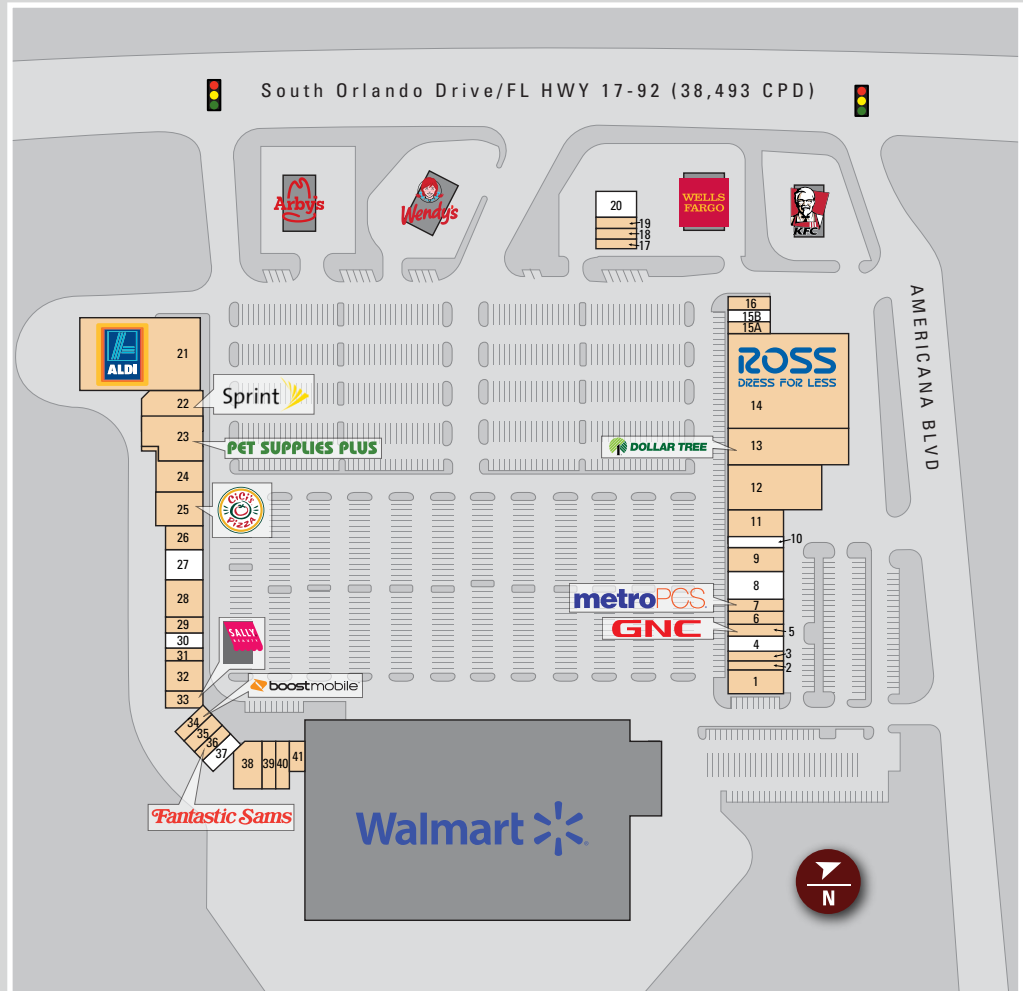 South Orlando Drive/FL HWY 17-92 (38,493 CPD)
Arby's
Wendy's
20
19
18
17
WELLS
FARGO
KFC
AMERICANA BLVD
ALDI
21
22
Sprint
23
PET SUPPLIES PLUS
24
25
CiCi's
PIZZA
26
27
28
29
30
31
32
33
SALLY
BEAUTY
boostmobile
34
35
36
37
Fantastic Sams
38
39
40
41
Walmart
16
15B
15A
ROSS
DRESS FOR LESS
14
DOLLAR TREE
13
12
11
10
9
8
metroPCS.
7
6
GNC
5
4
3
2
1
N